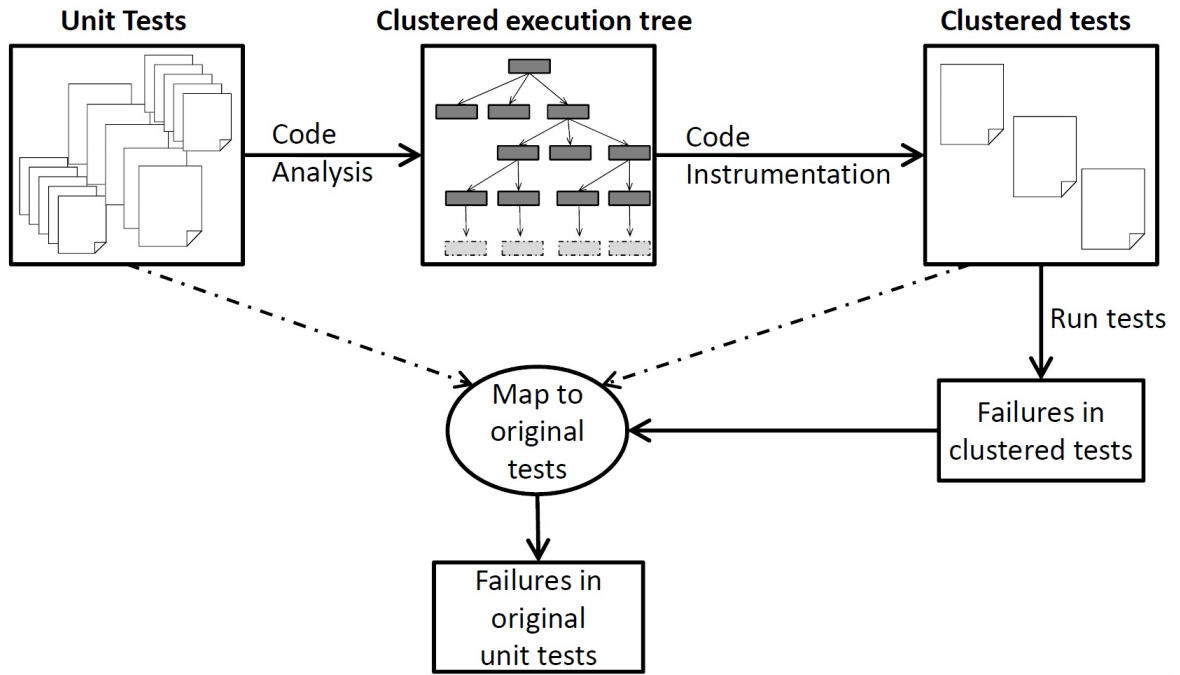 Unit Tests
Clustered execution tree
Clustered tests
Code
Analysis
Code
Instrumentation
Run tests
Map to
original
tests
Failures in
clustered tests
Failures in
original
unit tests